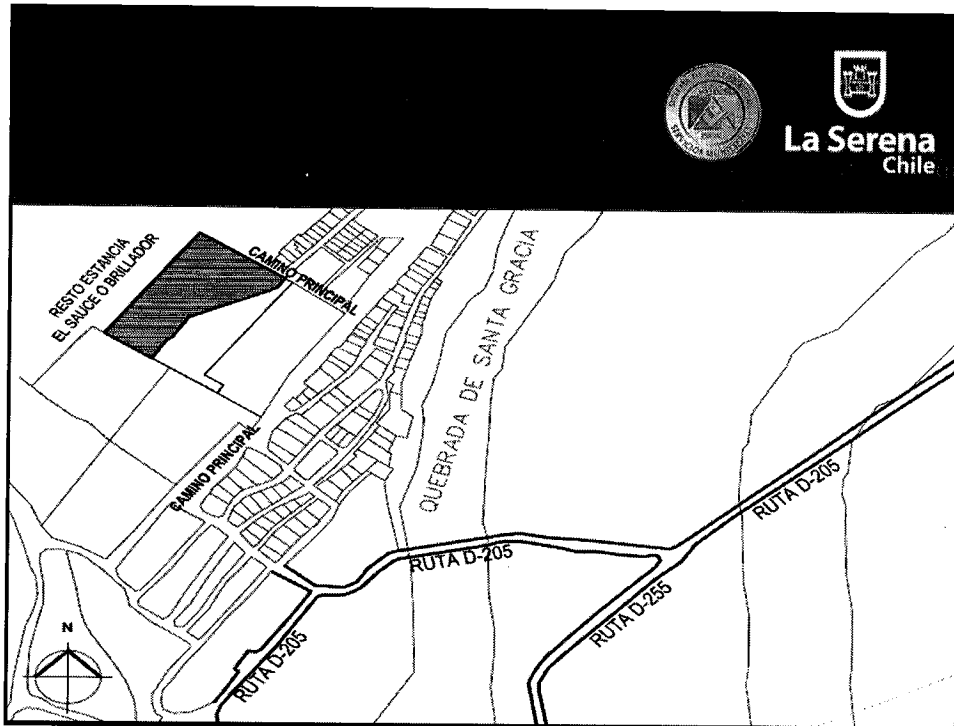 La Serena
Chile
RESTO ESTANCIA
EL SAUCE O BRILLADOR
CAMINO PRINCIPAL
QUEBRADA DE SANTA GRACIA
CAMINO PRINCIPAL
RUTA D-205
RUTA D-205
RUTA D-255
RUTA D-205
N